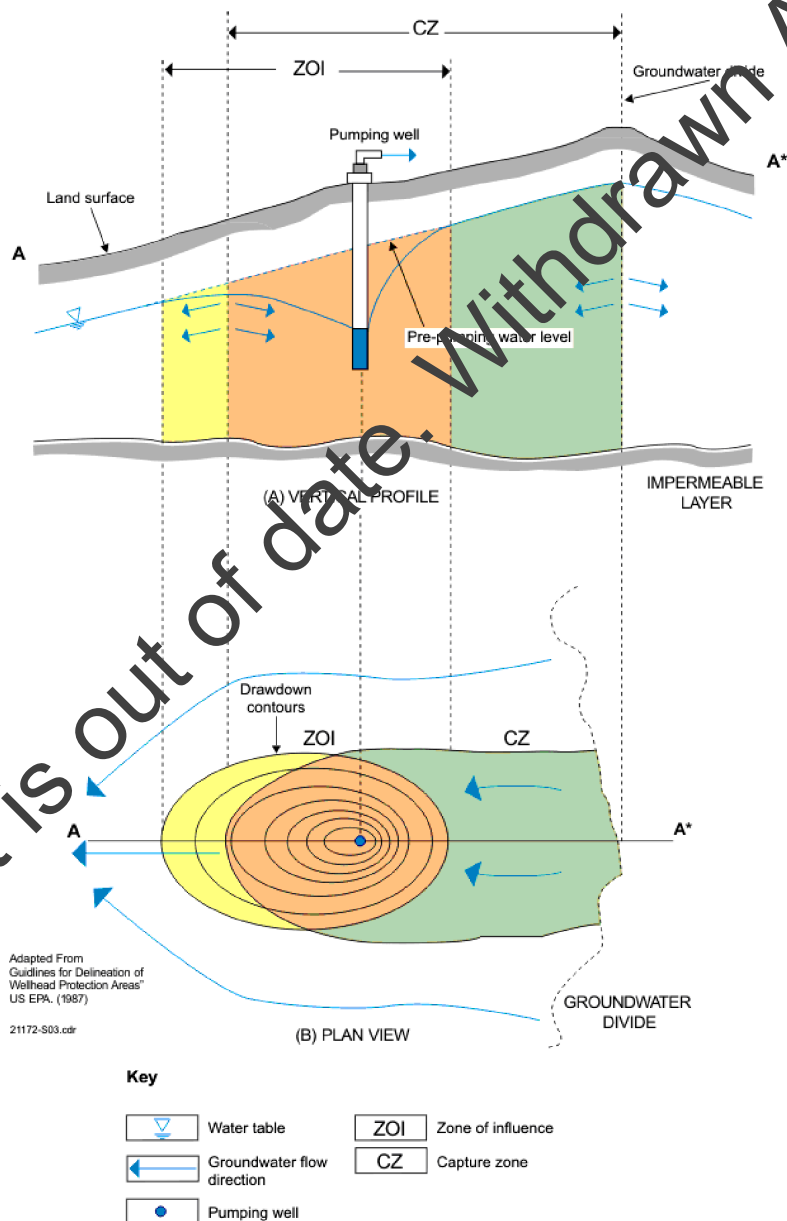 CZ
ZOI
Groundwater divide
Pumping well
A*
Land surface
A
Pre-pumping water level
IMPERMEABLE
LAYER
(A) VERTICAL PROFILE
Drawdown
contours
ZOI
CZ
A
A*
Adapted From
Guidlines for Delineation of
Wellhead Protection Areas"
US EPA. (1987)
21172-S03.cdr
GROUNDWATER
DIVIDE
(B) PLAN VIEW
Key
Water table
ZOI
Zone of influence
Groundwater flow
direction
CZ
Capture zone
Pumping well
is out of date. Withdrawn